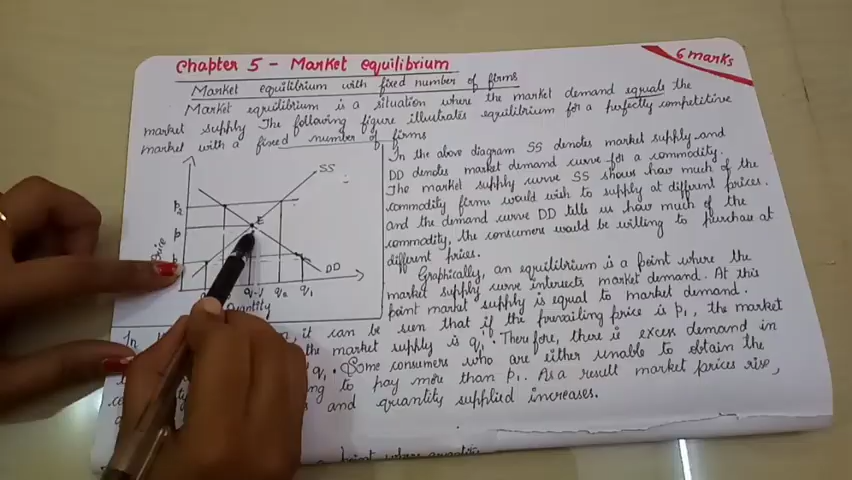 Chapter 5 - Market equilibrium
6 marks
Market equilibrium with fixed number of firms
Market equilibrium is a situation where the market demand equals the
market supply The following figure illustrates equilibrium for a perfectly competitive
market with a fixed number of firms
SS
P2
E
P
Price
DD
q2 q1
Quantity
In the above diagram SS denotes market supply and
DD denotes market demand curve for a commodity.
The market supply curve SS shows how much of the
commodity firms would wish to supply at different prices.
and the demand curve DD tells us how much of the
commodity, the consumers would be willing to purchase at
different prices.
Graphically, an equilibrium is a point where the
market supply curve intersects market demand. At this
point market supply is equal to market demand.
In it can be seen that if the prevailing price is P1, the market
the market supply is q1'. Therefore, there is excess demand in
q1. Some consumers who are either unable to obtain the
to pay more than P1. As a result market prices rise,
and quantity supplied increases.
a point where quantity